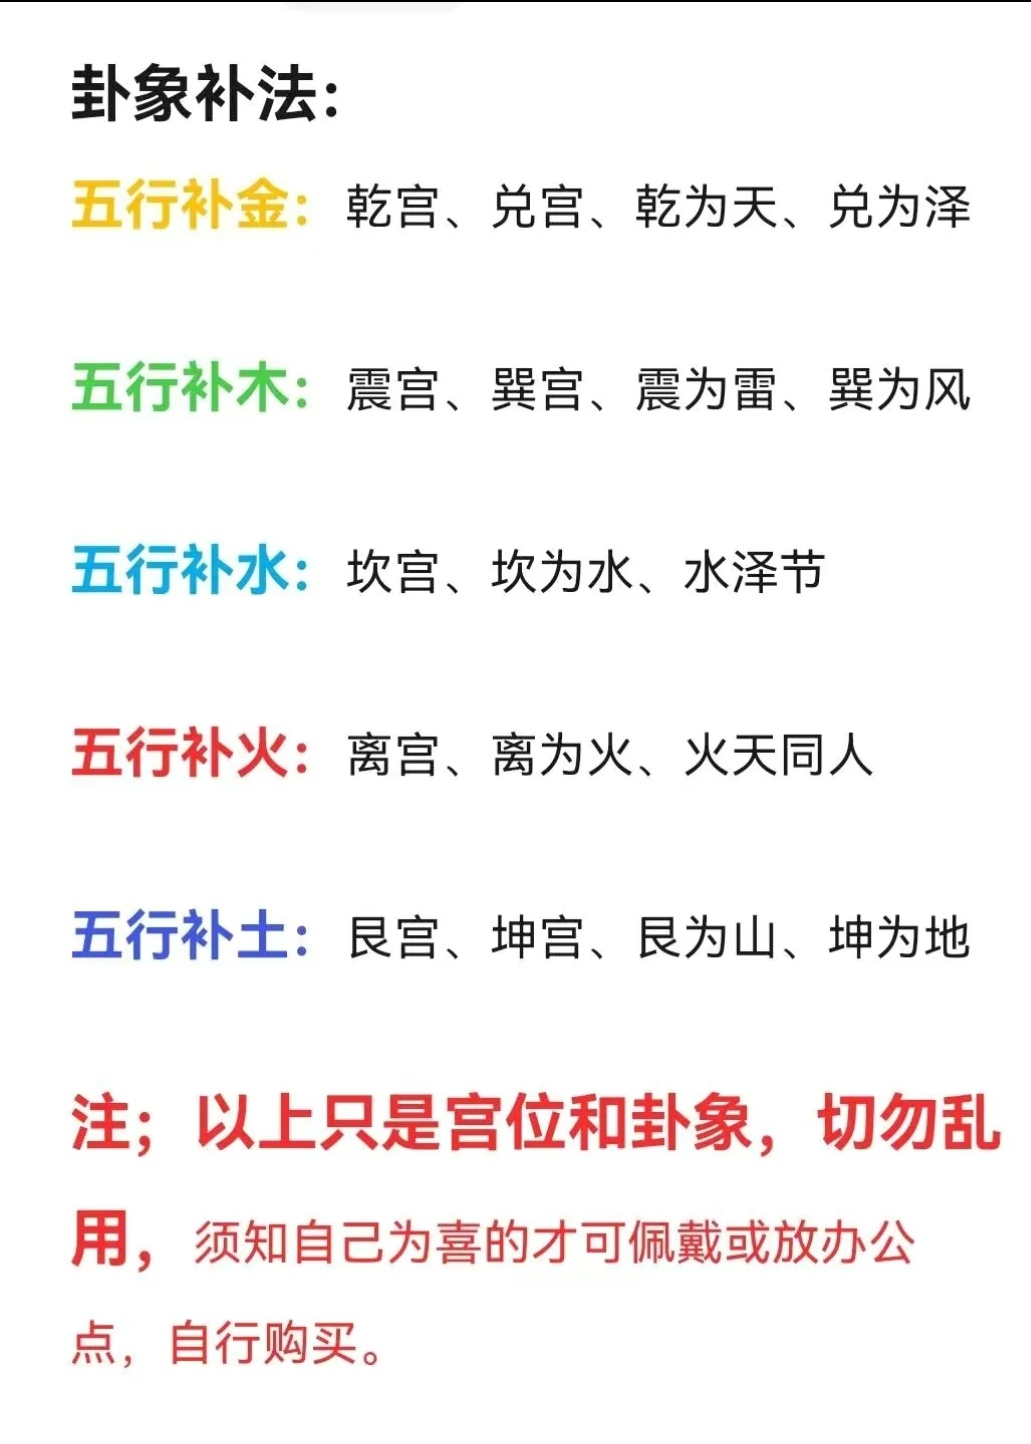 卦象补法：
五行补金：乾宫、兑宫、乾为天、兑为泽
五行补木：震宫、巽宫、震为雷、巽为风
五行补水：坎宫、坎为水、水泽节
五行补火：离宫、离为火、火天同人
五行补土：艮宫、坤宫、艮为山、坤为地
注；以上只是宫位和卦象，切勿乱
用，须知自己为喜的才可佩戴或放办公
点，自行购买。